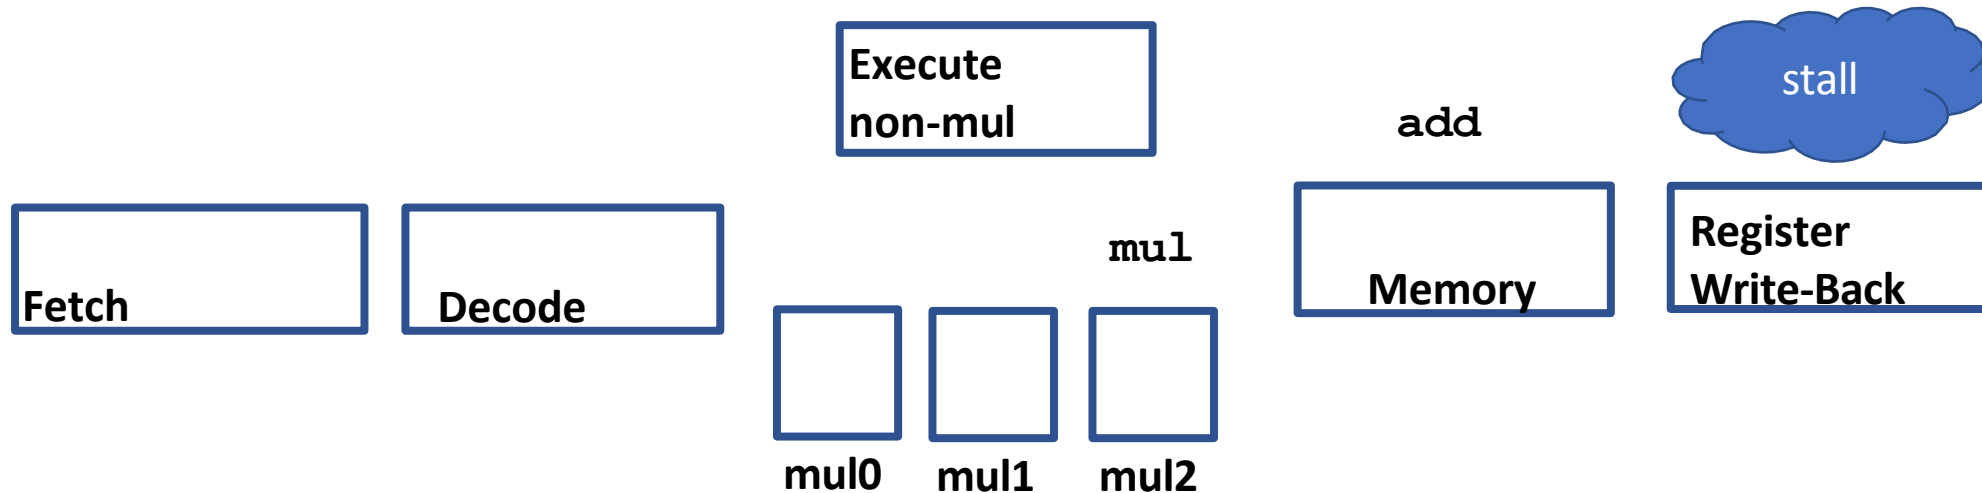 Execute
non-mul
stall
add
mul
Fetch
Decode
Memory
Register
Write-Back
mul0
mul1
mul2